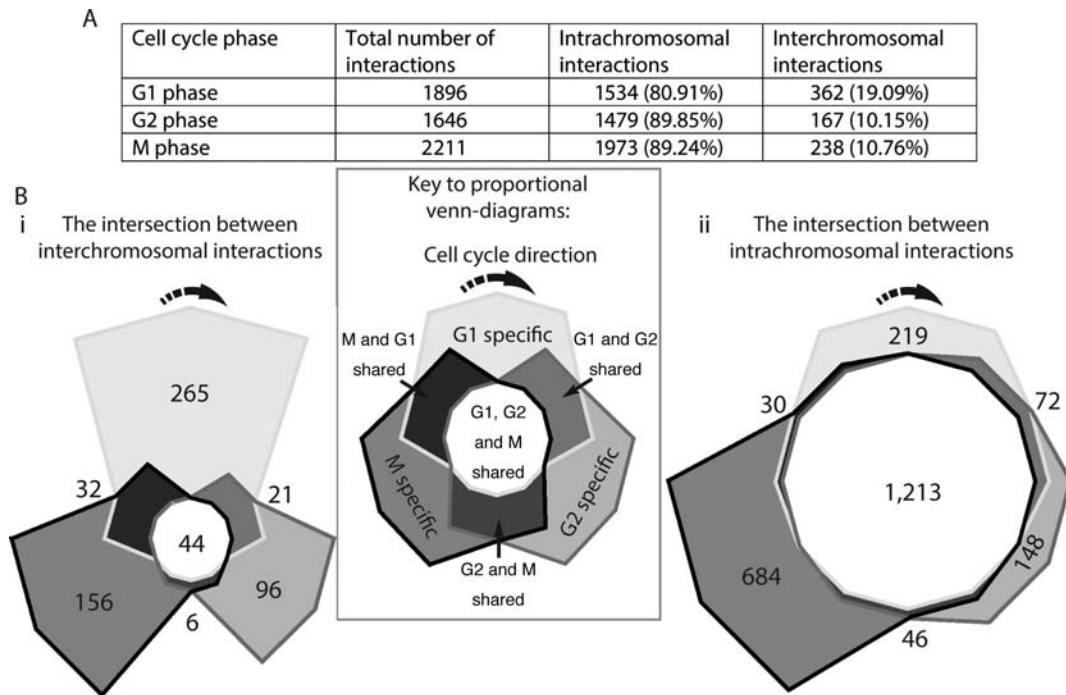 A
Cell cycle phase | Total number of interactions | Intrachromosomal interactions | Interchromosomal interactions
G1 phase | 1896 | 1534 (80.91%) | 362 (19.09%)
G2 phase | 1646 | 1479 (89.85%) | 167 (10.15%)
M phase | 2211 | 1973 (89.24%) | 238 (10.76%)
B
i
The intersection between
interchromosomal interactions
265
32
21
44
156
96
6
Key to proportional
venn-diagrams:
Cell cycle direction
G1 specific
M and G1
shared
G1 and G2
shared
G1, G2
and M
shared
M specific
G2 specific
G2 and M
shared
ii
The intersection between
intrachromosomal interactions
219
30
72
1,213
684
148
46